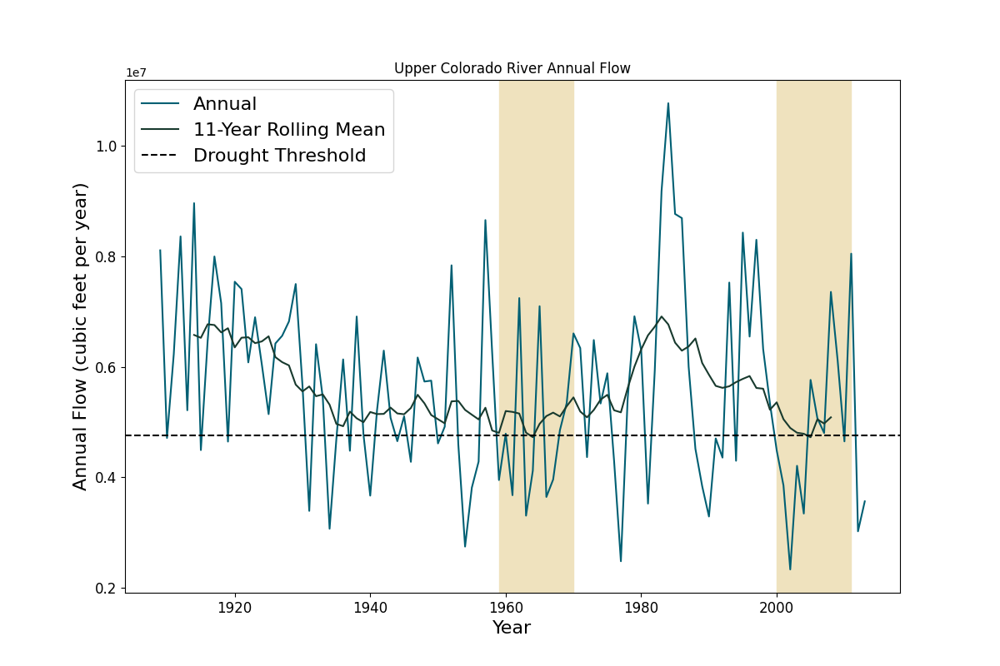 Upper Colorado River Annual Flow
1e7
Annual
11-Year Rolling Mean
Drought Threshold
Annual Flow (cubic feet per year)
1.0
0.8
0.6
0.4
0.2
1920 1940 1960 1980 2000
Year